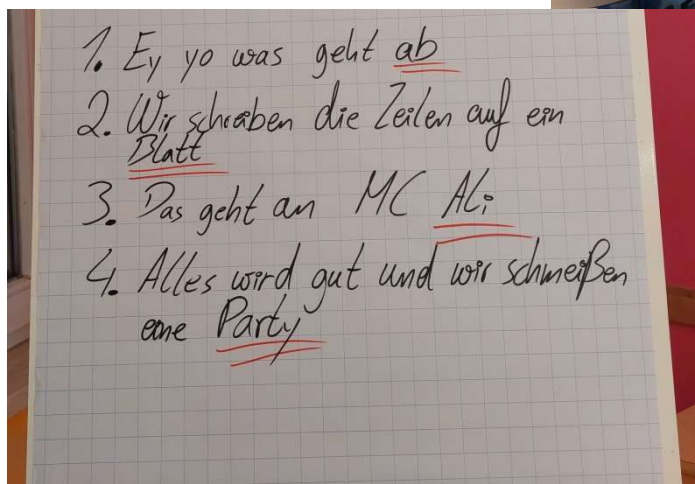 1. Ey yo was geht ab
2. Wir schreiben die Zeilen auf ein
Blatt
3. Das geht an MC Ali
4. Alles wird gut und wir schmeißen
eine Party